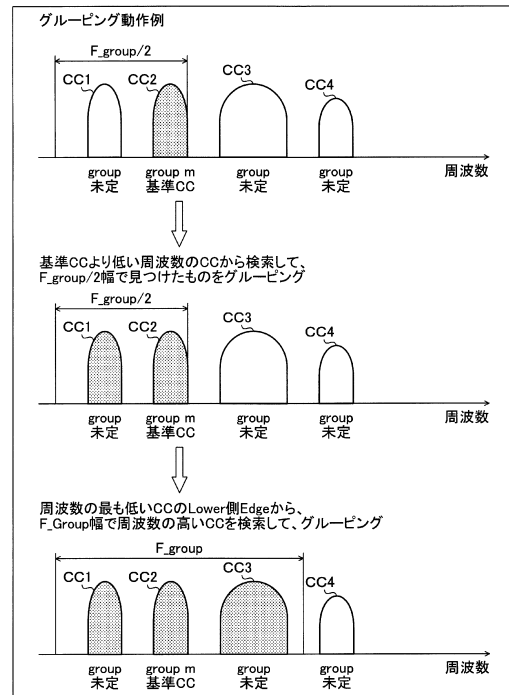 グルーピング動作例
F_group/2
CC1 CC2 CC3 CC4
group group m group group 周波数
未定 基準CC 未定 未定
基準CCより低い周波数のCCから検索して、
F_group/2幅で見つけたものをグルーピング
F_group/2
CC1 CC2 CC3 CC4
group group m group group 周波数
未定 基準CC 未定 未定
周波数の最も低いCCのLower側Edgeから、
F_Group幅で周波数の高いCCを検索して、グルーピング
F_group
CC1 CC2 CC3 CC4
group group m group group 周波数
未定 基準CC 未定 未定